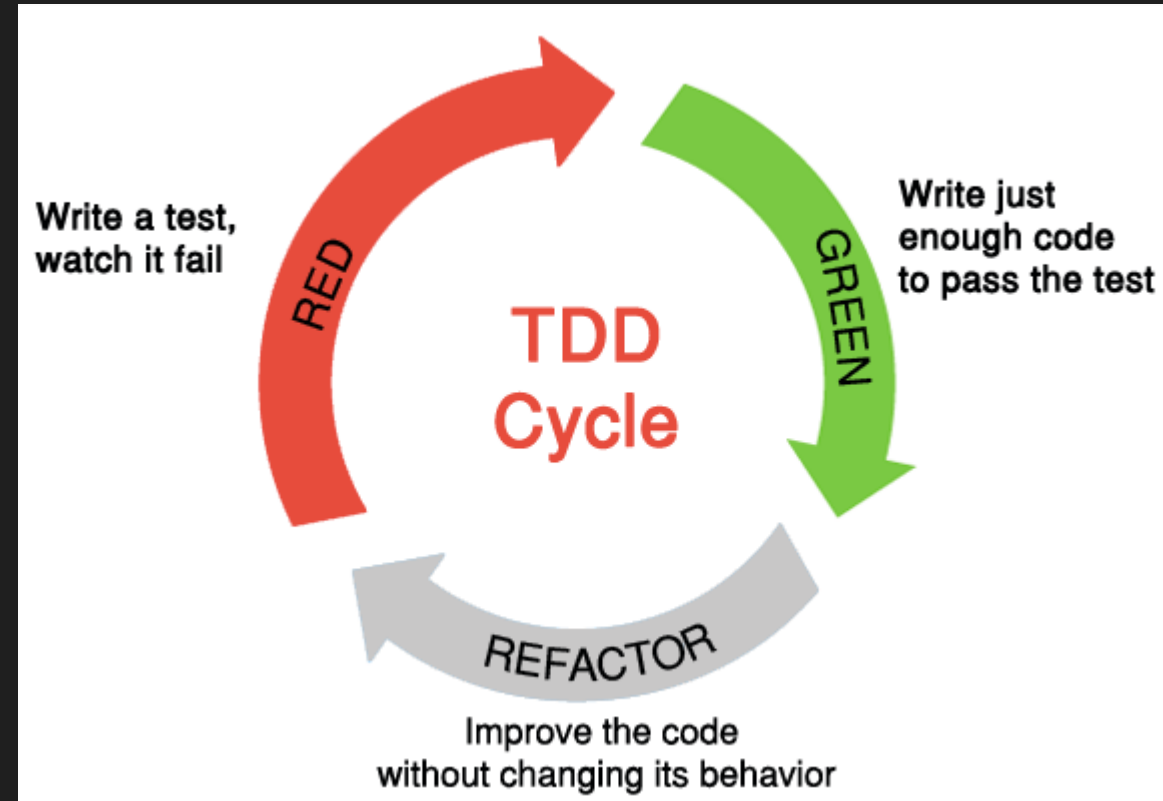 Write a test,
watch it fail
RED
GREEN
Write just
enough code
to pass the test
TDD
Cycle
REFACTOR
Improve the code
without changing its behavior